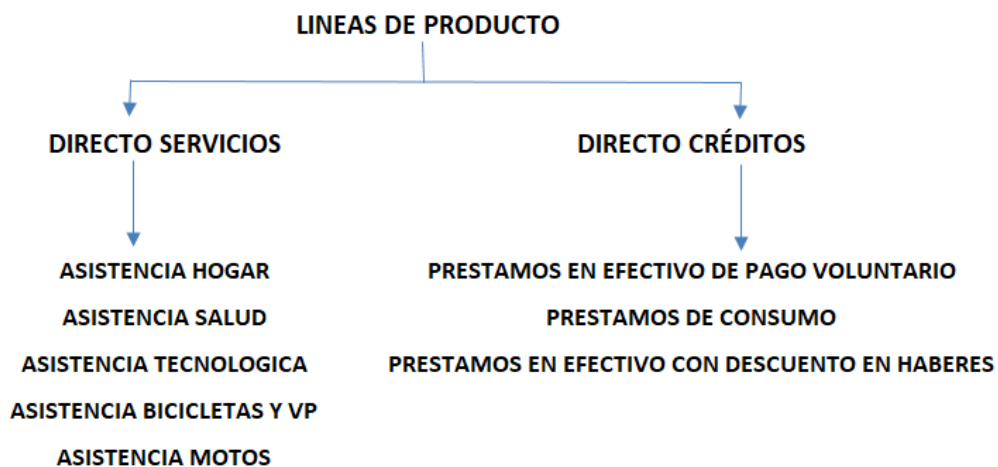 LINEAS DE PRODUCTO
DIRECTO SERVICIOS
DIRECTO CRÉDITOS
ASISTENCIA HOGAR
ASISTENCIA SALUD
ASISTENCIA TECNOLOGICA
ASISTENCIA BICICLETAS Y VP
ASISTENCIA MOTOS
PRESTAMOS EN EFECTIVO DE PAGO VOLUNTARIO
PRESTAMOS DE CONSUMO
PRESTAMOS EN EFECTIVO CON DESCUENTO EN HABERES